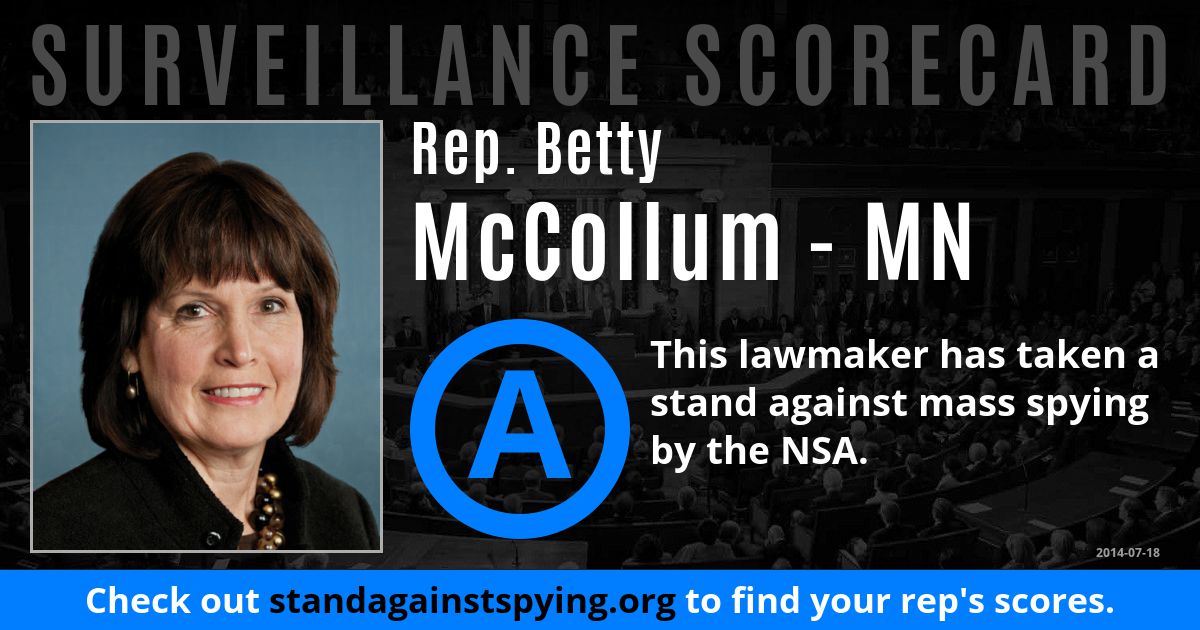 SURVEILLANCE SCORECARD
Rep. Betty
McCollum - MN
A
This lawmaker has taken a
stand against mass spying
by the NSA.
2014-07-18
Check out standagainstspying.org to find your rep's scores.